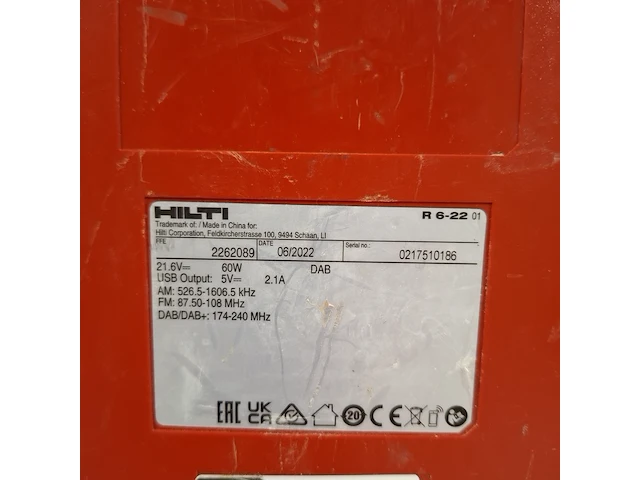 HILTI
R 6-22 01
Trademark of: / Made in China for:
Hilti Corporation, Feldkircherstrasse 100, 9494 Schaan, LI
FFE 2262089 DATE 06/2022 Serial no.: 0217510186
21.6V⎓ 60W DAB
USB Output: 5V⎓ 2.1A
AM: 526.5-1606.5 kHz
FM: 87.50-108 MHz
DAB/DAB+: 174-240 MHz
EAC UK CA 20 CE